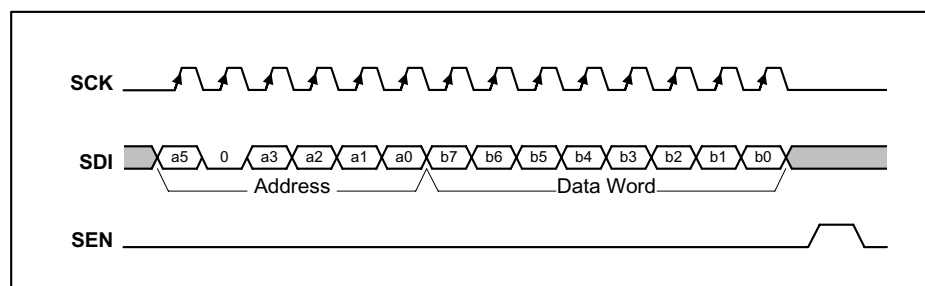 SCK
SDI a5 0 a3 a2 a1 a0 b7 b6 b5 b4 b3 b2 b1 b0
Address Data Word
SEN